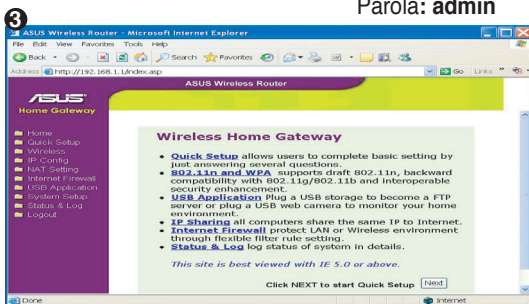 Parola: admin
3
ASUS Wireless Router - Microsoft Internet Explorer
File Edit View Favorites Tools Help
Back Search Favorites
Address http://192.168.1.1/index.asp Go Links
ASUS Wireless Router
ASUS
Home Gateway
Home
Quick Setup
Wireless
IP Config
NAT Setting
Internet Firewall
USB Application
System Setup
Status & Log
Logout
Wireless Home Gateway
• Quick Setup allows users to complete basic setting by
just answering several questions.
• 802.11n and WPA supports draft 802.11n, backward
compatibility with 802.11g/802.11b and interoperable
security enhancement.
• USB Application Plug a USB storage to become a FTP
server or plug a USB web camera to monitor your home
environment.
• IP Sharing all computers share the same IP to Internet.
• Internet Firewall protect LAN or Wireless environment
through flexible filter rule setting.
• Status & Log log status of system in details.
This site is best viewed with IE 5.0 or above.
Click NEXT to start Quick Setup Next
Done Internet